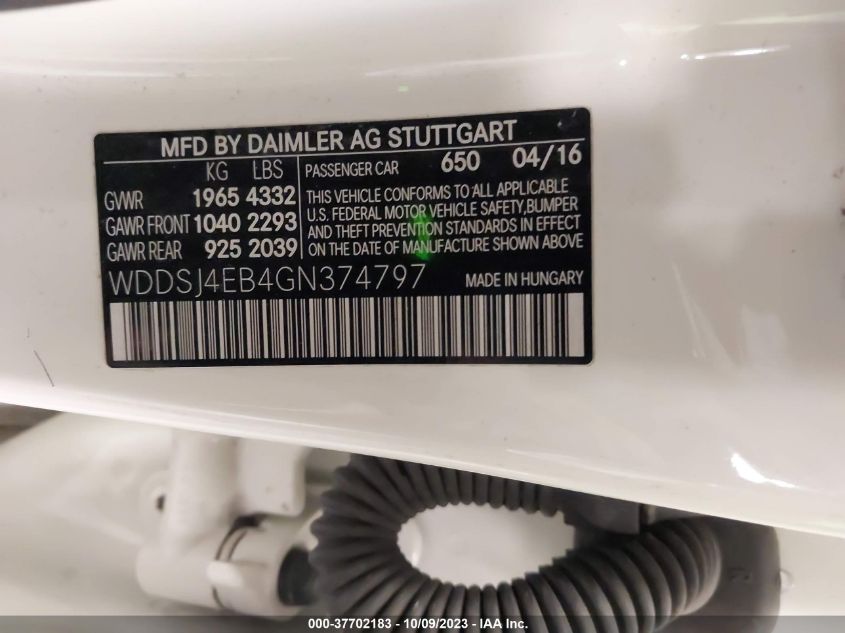 MFD BY DAIMLER AG STUTTGART
KG LBS
PASSENGER CAR 650 04/16
GVWR 1965 4332
GAWR FRONT 1040 2293
GAWR REAR 925 2039
THIS VEHICLE CONFORMS TO ALL APPLICABLE
U.S. FEDERAL MOTOR VEHICLE SAFETY,BUMPER
AND THEFT PREVENTION STANDARDS IN EFFECT
ON THE DATE OF MANUFACTURE SHOWN ABOVE
WDDSJ4EB4GN374797 MADE IN HUNGARY
000-37702183 - 10/09/2023 - IAA Inc.